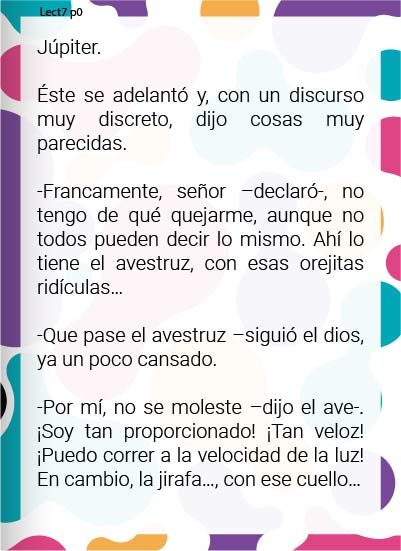 Lect7 p0
Júpiter.
Éste se adelantó y, con un discurso
muy discreto, dijo cosas muy
parecidas.
-Francamente, señor –declaró-, no
tengo de qué quejarme, aunque no
todos pueden decir lo mismo. Ahí lo
tiene el avestruz, con esas orejitas
ridículas...
-Que pase el avestruz –siguió el dios,
ya un poco cansado.
-Por mí, no se moleste –dijo el ave-.
¡Soy tan proporcionado! ¡Tan veloz!
¡Puedo correr a la velocidad de la luz!
En cambio, la jirafa..., con ese cuello...